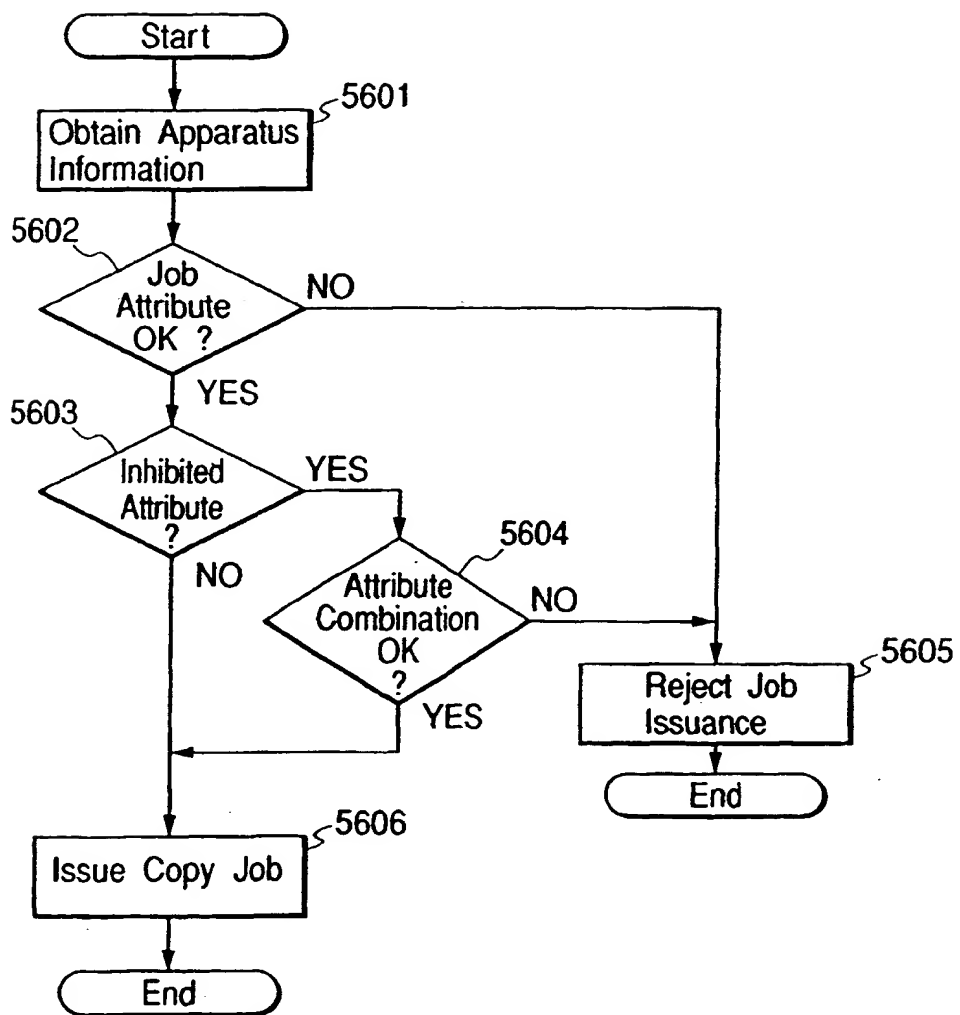 Start
5601
Obtain Apparatus
Information
5602
Job
Attribute
OK ?
NO
YES
5603
Inhibited
Attribute
?
YES
NO
5604
Attribute
Combination
OK
?
NO
YES
5605
Reject Job
Issuance
End
5606
Issue Copy Job
End